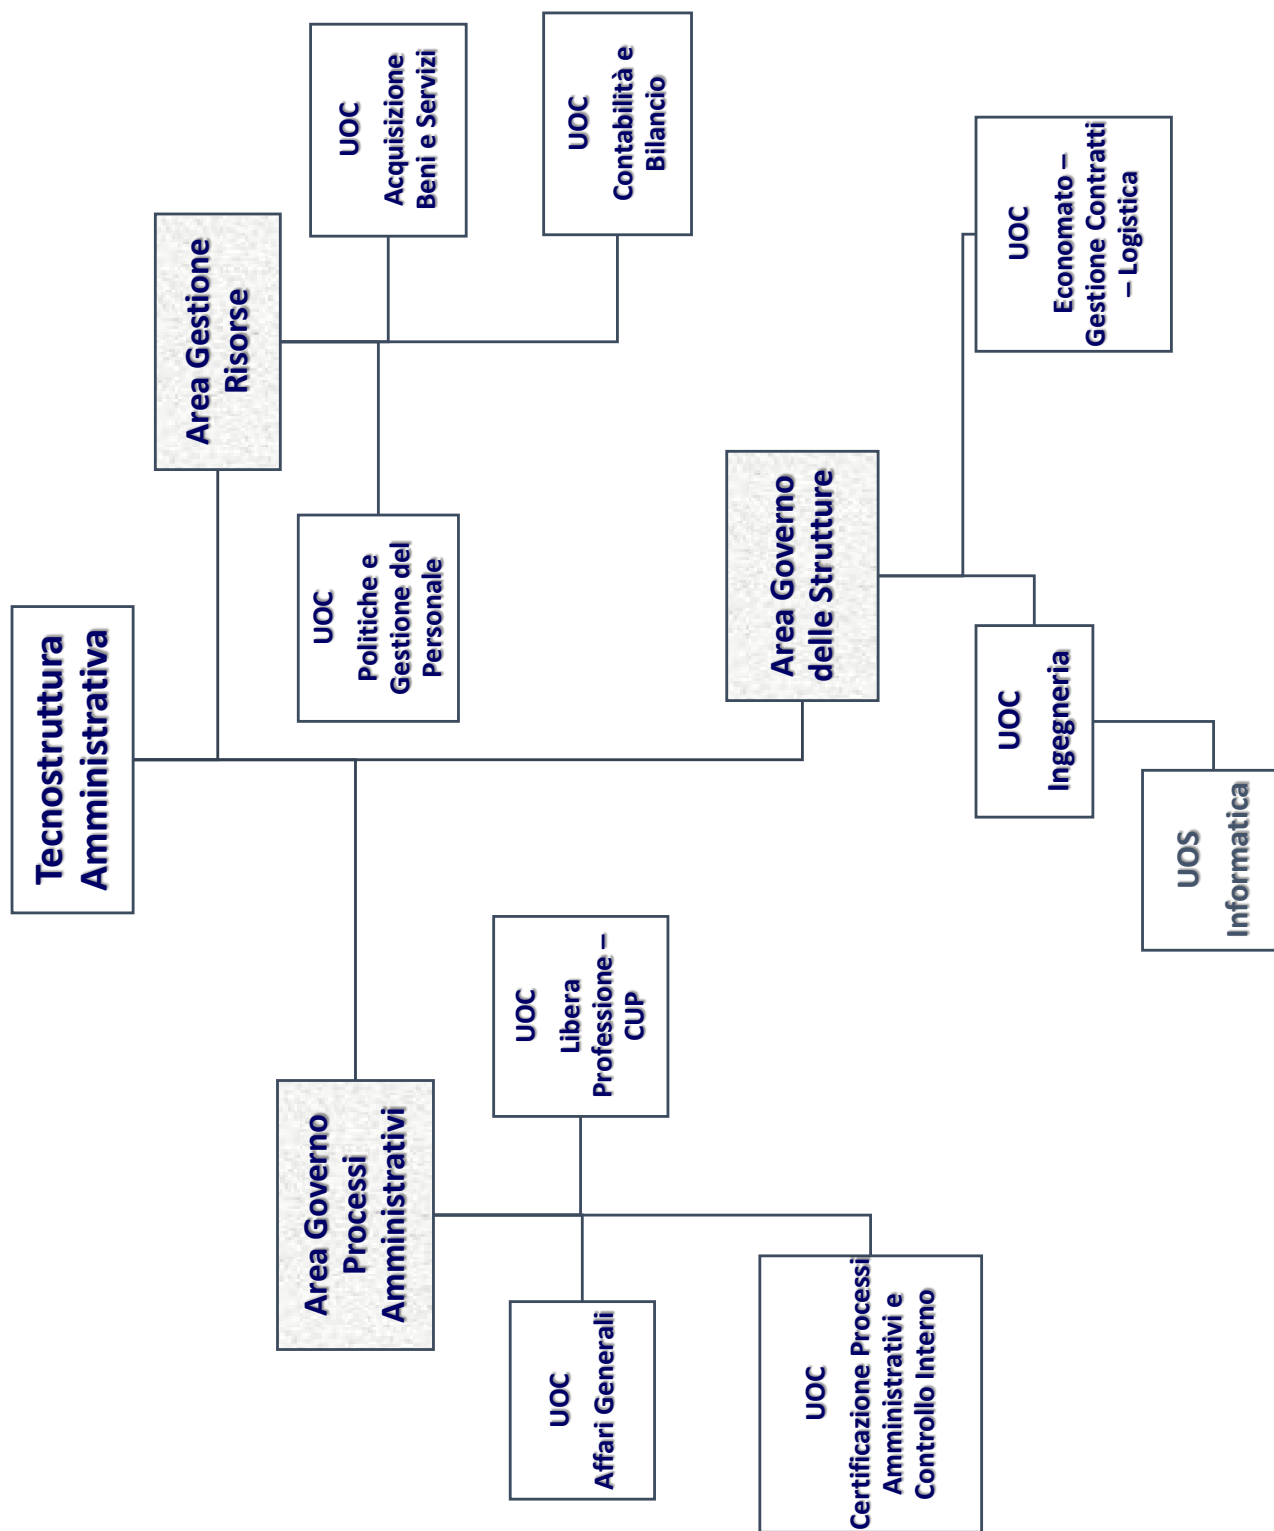 Tecnostruttura
Amministrativa
Area Governo
Processi
Amministrativi
UOC
Affari Generali
UOC
Libera
Professione –
CUP
UOC
Certificazione Processi
Amministrativi e
Controllo Interno
Area Gestione
Risorse
UOC
Politiche e
Gestione del
Personale
UOC
Acquisizione
Beni e Servizi
UOC
Contabilità e
Bilancio
Area Governo
delle Strutture
UOC
Ingegneria
UOS
Informatica
UOC
Economato –
Gestione Contratti
– Logistica